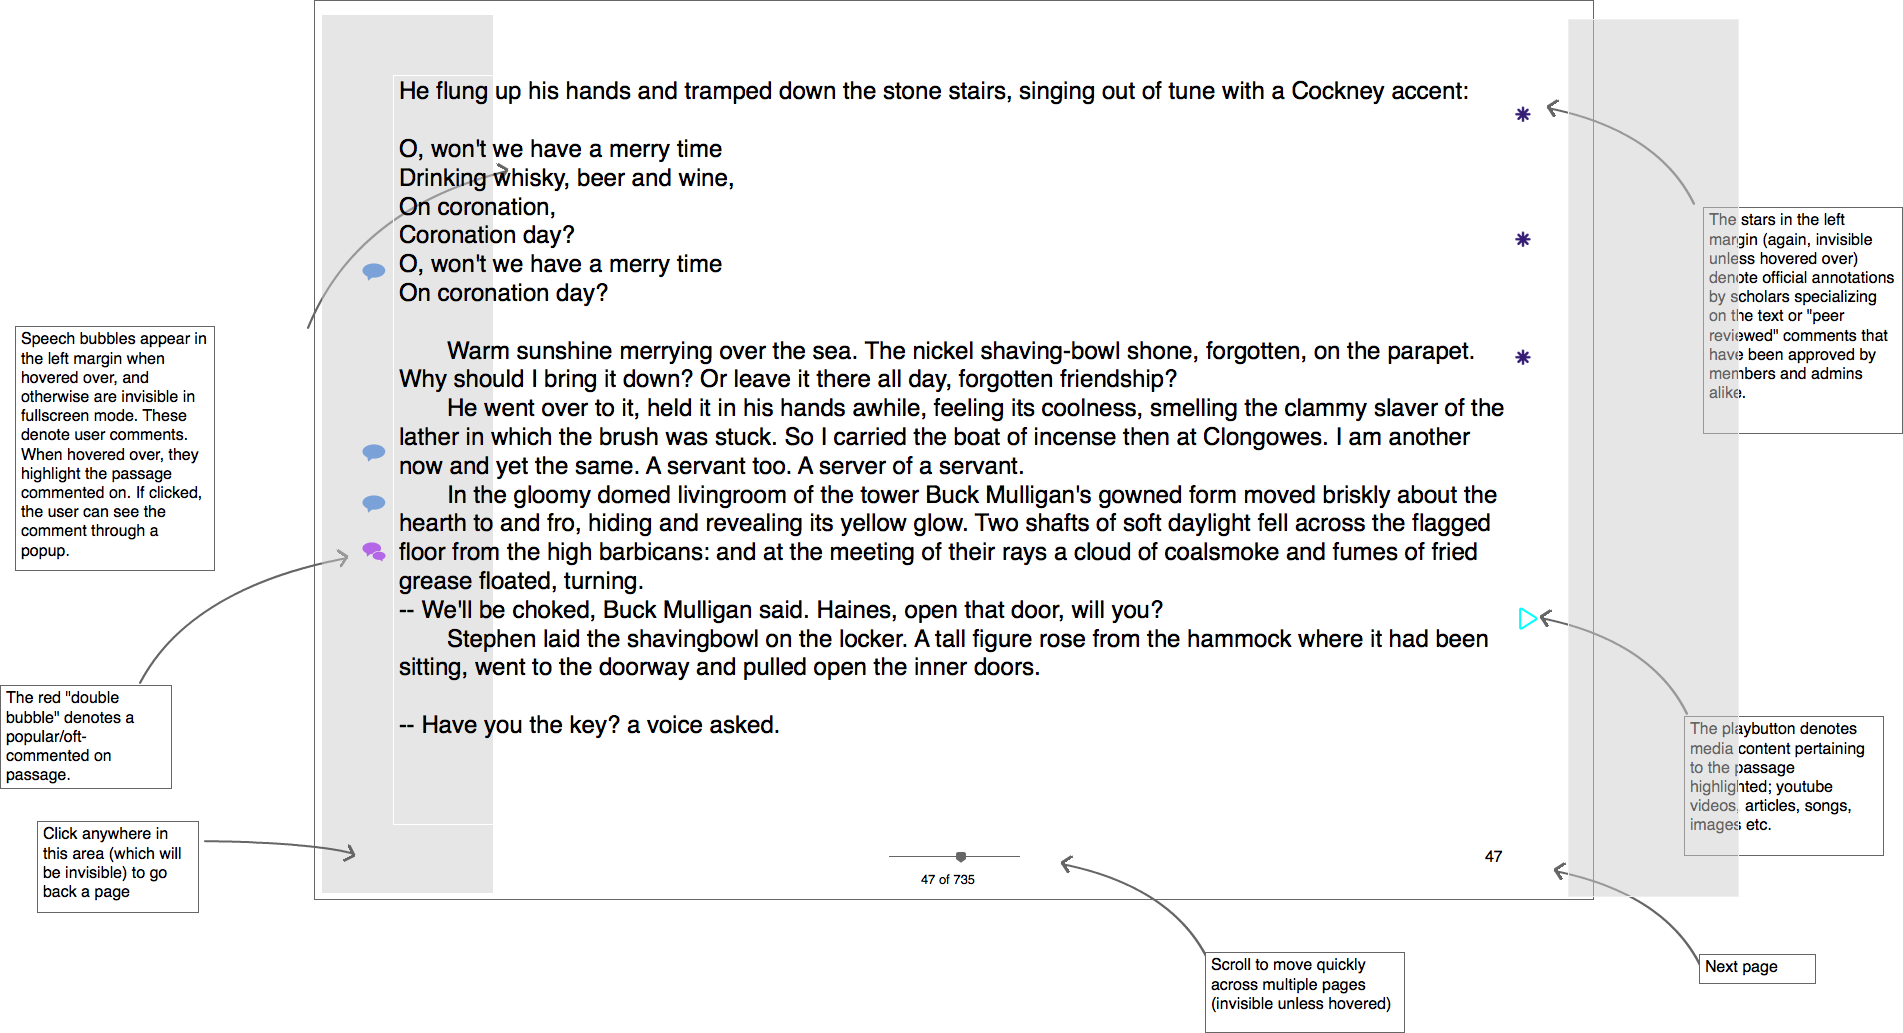 He flung up his hands and tramped down the stone stairs, singing out of tune with a Cockney accent:
O, won't we have a merry time
Drinking whisky, beer and wine,
On coronation,
Coronation day?
O, won't we have a merry time
On coronation day?
Warm sunshine merrying over the sea. The nickel shaving-bowl shone, forgotten, on the parapet.
Why should I bring it down? Or leave it there all day, forgotten friendship?
He went over to it, held it in his hands awhile, feeling its coolness, smelling the clammy slaver of the
lather in which the brush was stuck. So I carried the boat of incense then at Clongowes. I am another
now and yet the same. A servant too. A server of a servant.
In the gloomy domed livingroom of the tower Buck Mulligan's gowned form moved briskly about the
hearth to and fro, hiding and revealing its yellow glow. Two shafts of soft daylight fell across the flagged
floor from the high barbicans: and at the meeting of their rays a cloud of coalsmoke and fumes of fried
grease floated, turning.
-- We'll be choked, Buck Mulligan said. Haines, open that door, will you?
Stephen laid the shavingbowl on the locker. A tall figure rose from the hammock where it had been
sitting, went to the doorway and pulled open the inner doors.
-- Have you the key? a voice asked.
47
47 of 735
Speech bubbles appear in
the left margin when
hovered over, and
otherwise are invisible in
fullscreen mode. These
denote user comments.
When hovered over, they
highlight the passage
commented on. If clicked,
the user can see the
comment through a
popup.
The red "double
bubble" denotes a
popular/oft-
commented on
passage.
Click anywhere in
this area (which will
be invisible) to go
back a page
The stars in the left
margin (again, invisible
unless hovered over)
denote official annotations
by scholars specializing
on the text or "peer
reviewed" comments that
have been approved by
members and admins
alike.
The playbutton denotes
media content pertaining
to the passage
highlighted; youtube
videos, articles, songs,
images etc.
Scroll to move quickly
across multiple pages
(invisible unless hovered)
Next page